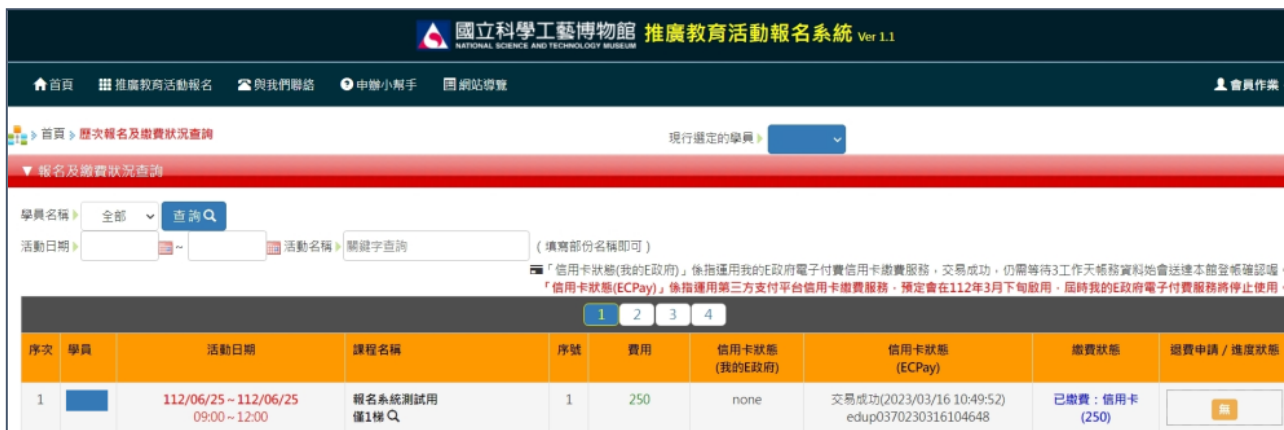 國立科學工藝博物館 推廣教育活動報名系統 Ver 1.1
NATIONAL SCIENCE AND TECHNOLOGY MUSEUM
首頁 推廣教育活動報名 與我們聯絡 申辦小幫手 網站導覽 會員作業
首頁 歷次報名及繳費狀況查詢 現行選定的學員
▼ 報名及繳費狀況查詢
學員名稱 全部 查詢
活動日期 ~ 活動名稱 關鍵字查詢 (填寫部份名稱即可)
「信用卡狀態(我的E政府)」係指運用我的E政府電子付費信用卡繳費服務,交易成功,仍需等待3工作天帳務資料始會送達本館登帳確認喔。
「信用卡狀態(ECPay)」係指運用第三方支付平台信用卡繳費服務,預定會在112年3月下旬啟用,屆時我的E政府電子付費服務將停止使用。
1 2 3 4
序次 學員 活動日期 課程名稱 序號 費用 信用卡狀態 (我的E政府) 信用卡狀態 (ECPay) 繳費狀態 退費申請 / 進度狀態
1 112/06/25~112/06/25 報名系統測試用 1 250 none 交易成功(2023/03/16 10:49:52) 已繳費:信用卡 無
09:00~12:00 僅1梯 edup0370230316104648 (250)